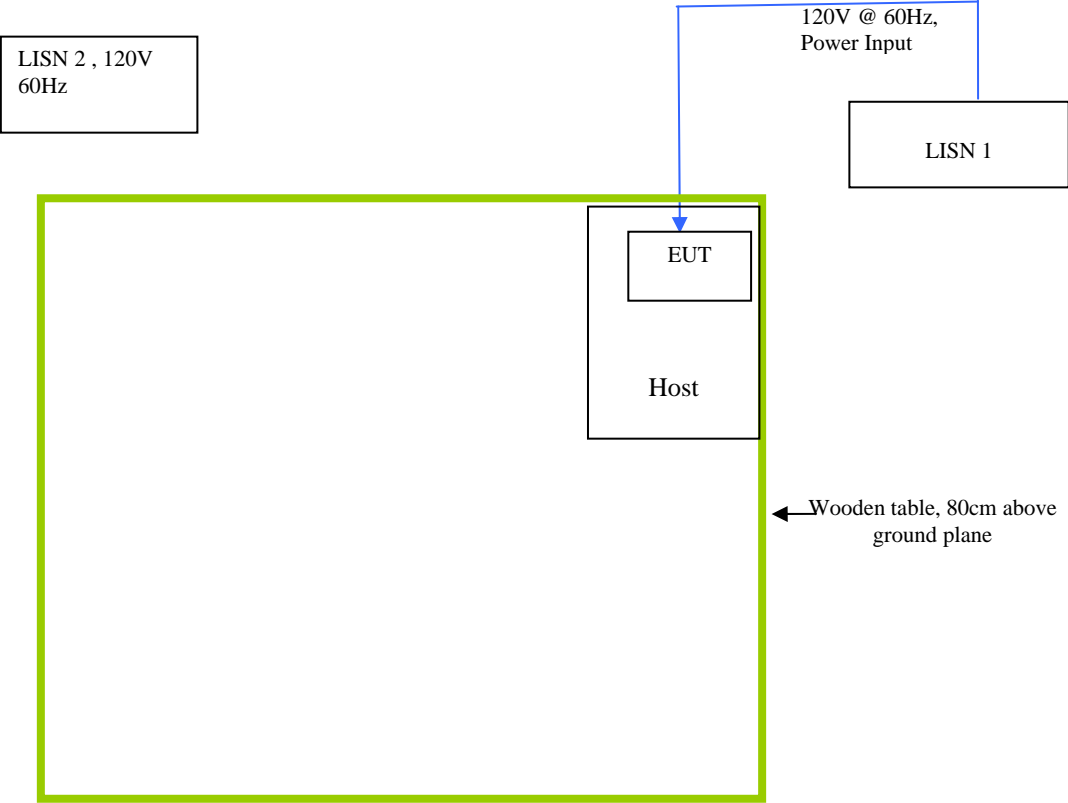 120V @ 60Hz,
Power Input
LISN 2 , 120V
60Hz
LISN 1
EUT
Host
Wooden table, 80cm above
ground plane